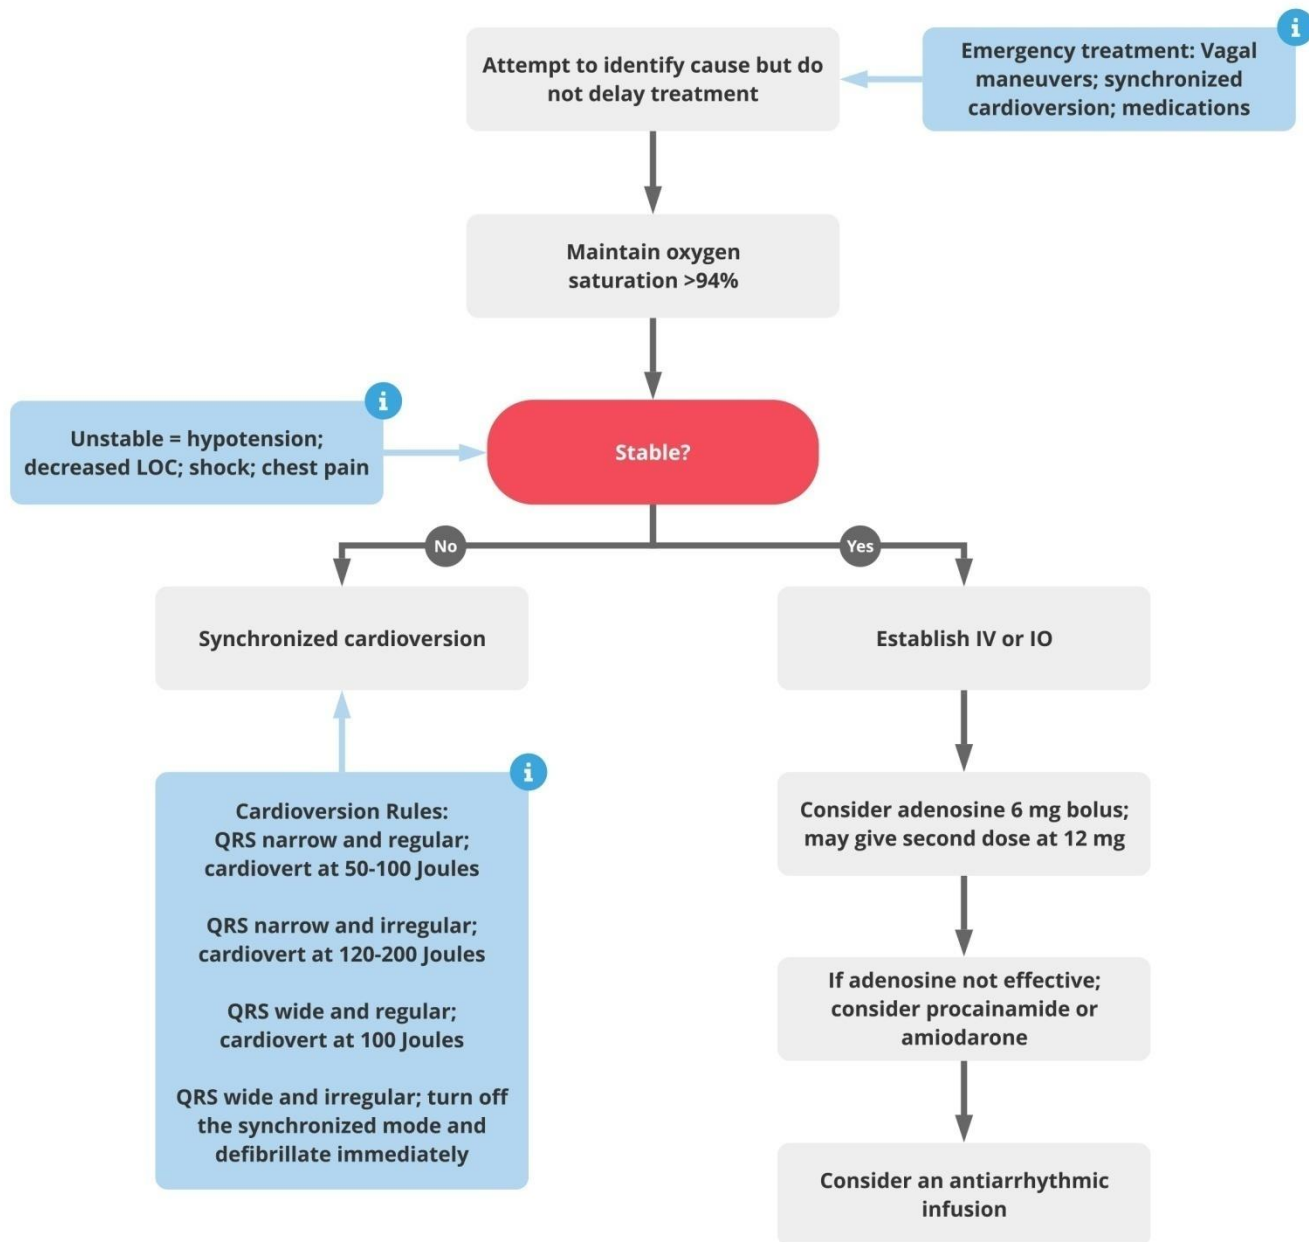 Attempt to identify cause but do
not delay treatment
i
Emergency treatment: Vagal
maneuvers; synchronized
cardioversion; medications
Maintain oxygen
saturation >94%
i
Unstable = hypotension;
decreased LOC; shock; chest pain
Stable?
No
Yes
Synchronized cardioversion
Establish IV or IO
i
Cardioversion Rules:
QRS narrow and regular;
cardiovert at 50-100 Joules
QRS narrow and irregular;
cardiovert at 120-200 Joules
QRS wide and regular;
cardiovert at 100 Joules
QRS wide and irregular; turn off
the synchronized mode and
defibrillate immediately
Consider adenosine 6 mg bolus;
may give second dose at 12 mg
If adenosine not effective;
consider procainamide or
amiodarone
Consider an antiarrhythmic
infusion